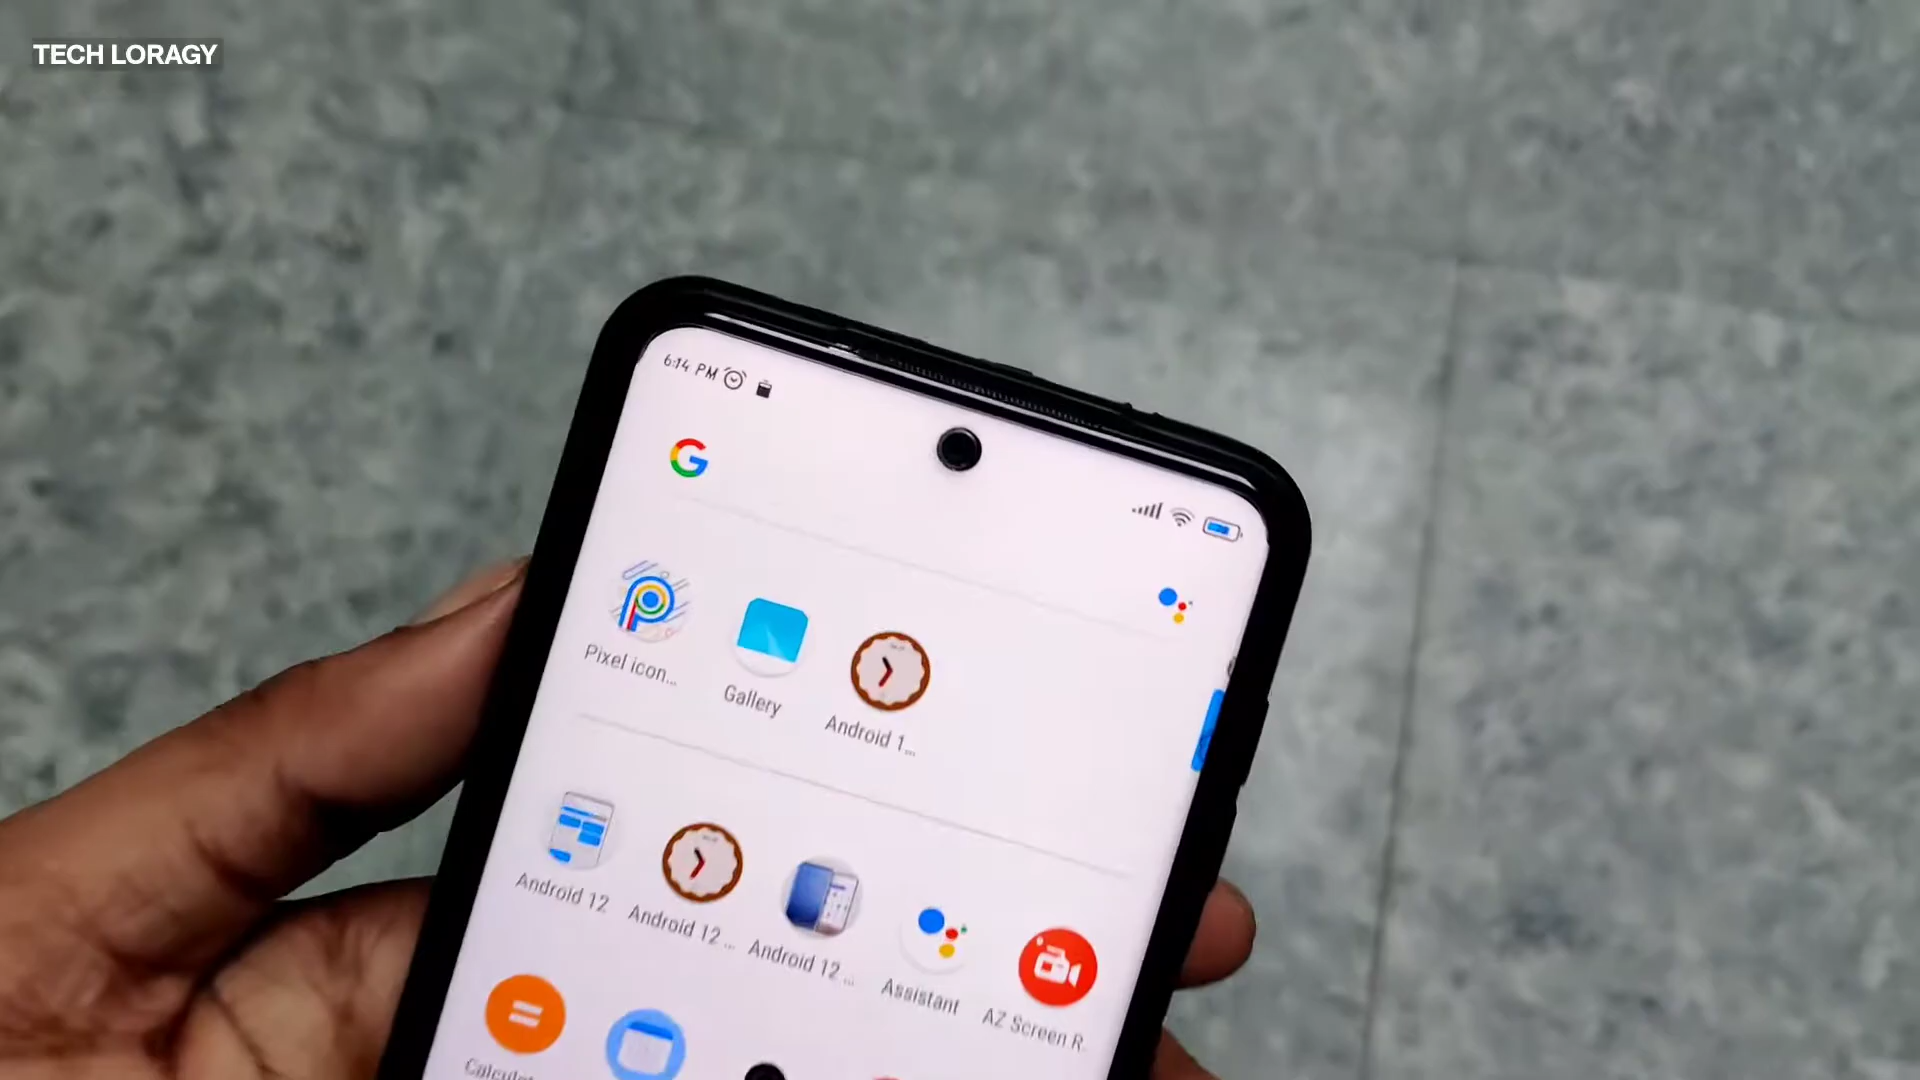 TECH LORAGY
6:14 PM
G
Pixel icon...
Gallery
Android 1...
Android 12
Android 12 ...
Android 12 ...
Assistant
AZ Screen R.